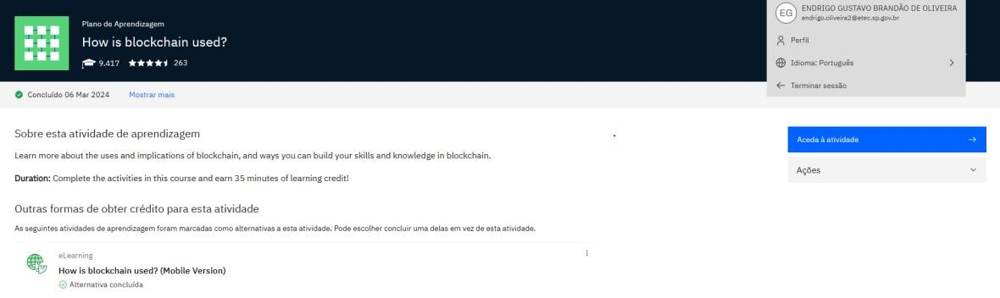 Plano de Aprendizagem
How is blockchain used?
9.417 263
EG
ENDRIGO GUSTAVO BRANDÃO DE OLIVEIRA
endrigo.oliveira2@etec.sp.gov.br
Perfil
Idioma: Português
Terminar sessão
Concluído 06 Mar 2024 Mostrar mais
Sobre esta atividade de aprendizagem
Learn more about the uses and implications of blockchain, and ways you can build your skills and knowledge in blockchain.
Duration: Complete the activities in this course and earn 35 minutes of learning credit!
Aceda à atividade
Ações
Outras formas de obter crédito para esta atividade
As seguintes atividades de aprendizagem foram marcadas como alternativas a esta atividade. Pode escolher concluir uma delas em vez de esta atividade.
eLearning
How is blockchain used? (Mobile Version)
Alternativa concluída